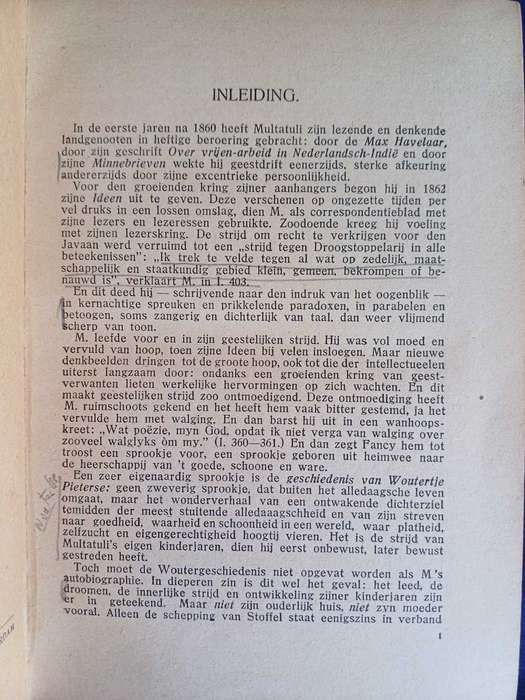 INLEIDING.
In de eerste jaren na 1860 heeft Multatuli zijn lezende en denkende
landgenooten in heftige beroering gebracht: door de Max Havelaar,
door zijn geschrift Over vrijen-arbeid in Nederlandsch-Indië en door
zijne Minnebrieven wekte hij geestdrift eenerzijds, sterke afkeuring
andererzijds door zijne excentrieke persoonlijkheid.
Voor den groeienden kring zijner aanhangers begon hij in 1862
zijne Ideen uit te geven. Deze verschenen op ongezette tijden per
vel druks in een lossen omslag, dien M. als correspondentieblad met
zijne lezers en lezeressen gebruikte. Zoodoende kreeg hij voeling
met zijnen lezerskring. De strijd om recht te verkrijgen voor den
Javaan werd verruimd tot een „strijd tegen Droogstoppelarij in alle
beteekenissen”: „Ik trek te velde tegen al wat op zedelijk, maat-
schappelijk en staatkundig gebied klein, gemeen, bekrompen of be-
nauwd is”, verklaart M. in I. 403.
En dit deed hij — schrijvende naar den indruk van het oogenblik —
in kernachtige spreuken en prikkelende paradoxen, in parabelen en
betoogen, soms zangerig en dichterlijk van taal, dan weer vlijmend
scherp van toon.
M. leefde voor en in zijn geestelijken strijd. Hij was vol moed en
vervuld van hoop, toen zijne Ideen bij velen insloegen. Maar nieuwe
denkbeelden dringen tot de groote hoop, ook tot die der intellectueelen
uiterst langzaam door: ondanks een groeienden kring van geest-
verwanten lieten werkelijke hervormingen op zich wachten. En dit
maakt geestelijken strijd zoo ontmoedigend. Deze ontmoediging heeft
M. ruimschoots gekend en het heeft hem vaak bitter gestemd, ja het
vervulde hem met walging. En dan barst hij uit in een wanhoops-
kreet: „Wat poëzie, myn God, opdat ik niet verga van walging over
zooveel walglyks òm my.” (I. 360—361.) En dan zegt Fancy hem tot
troost een sprookje voor, een sprookje geboren uit heimwee naar
de heerschappij van 't goede, schoone en ware.
Een zeer eigenaardig sprookje is de geschiedenis van Woutertje
Pieterse: geen zweverig sprookje, dat buiten het alledaagsche leven
omgaat, maar het wonderverhaal van een ontwakende dichterziel
temidden der meest stuitende alledaagschheid en van zijn streven
naar goedheid, waarheid en schoonheid in een wereld, waar platheid,
zelfzucht en eigengerechtigheid hoogtij vieren. Het is de strijd van
Multatuli's eigen kinderjaren, dien hij eerst onbewust, later bewust
gestreden heeft.
Toch moet de Woutergeschiedenis niet opgevat worden als M's
autobiographie. In dieperen zin is dit wel het geval: het leed, de
droomen, de innerlijke strijd en ontwikkeling zijner kinderjaren zijn
er in geteekend. Maar niet zijn ouderlijk huis, niet zyn moeder
vooral. Alleen de schepping van Stoffel staat eenigszins in verband
1